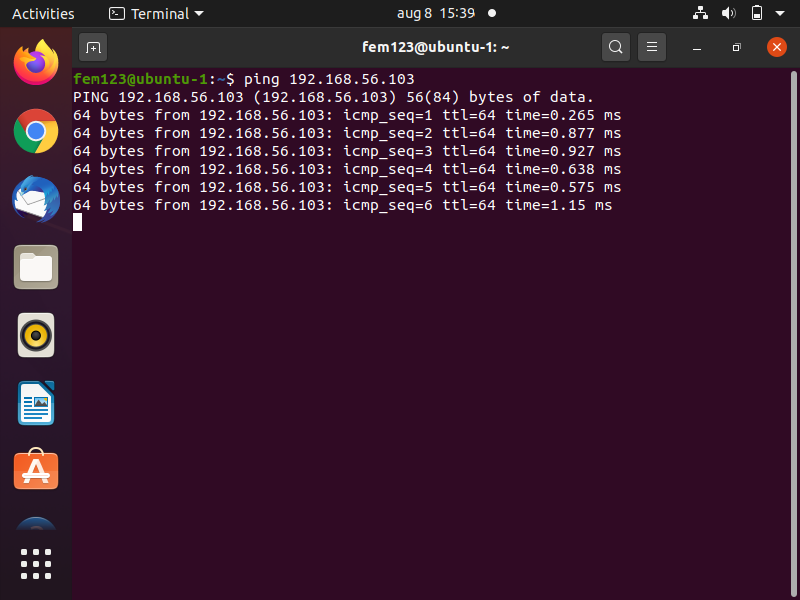 Activities Terminal aug 8 15:39
fem123@ubuntu-1: ~
fem123@ubuntu-1:~$ ping 192.168.56.103
PING 192.168.56.103 (192.168.56.103) 56(84) bytes of data.
64 bytes from 192.168.56.103: icmp_seq=1 ttl=64 time=0.265 ms
64 bytes from 192.168.56.103: icmp_seq=2 ttl=64 time=0.877 ms
64 bytes from 192.168.56.103: icmp_seq=3 ttl=64 time=0.927 ms
64 bytes from 192.168.56.103: icmp_seq=4 ttl=64 time=0.638 ms
64 bytes from 192.168.56.103: icmp_seq=5 ttl=64 time=0.575 ms
64 bytes from 192.168.56.103: icmp_seq=6 ttl=64 time=1.15 ms